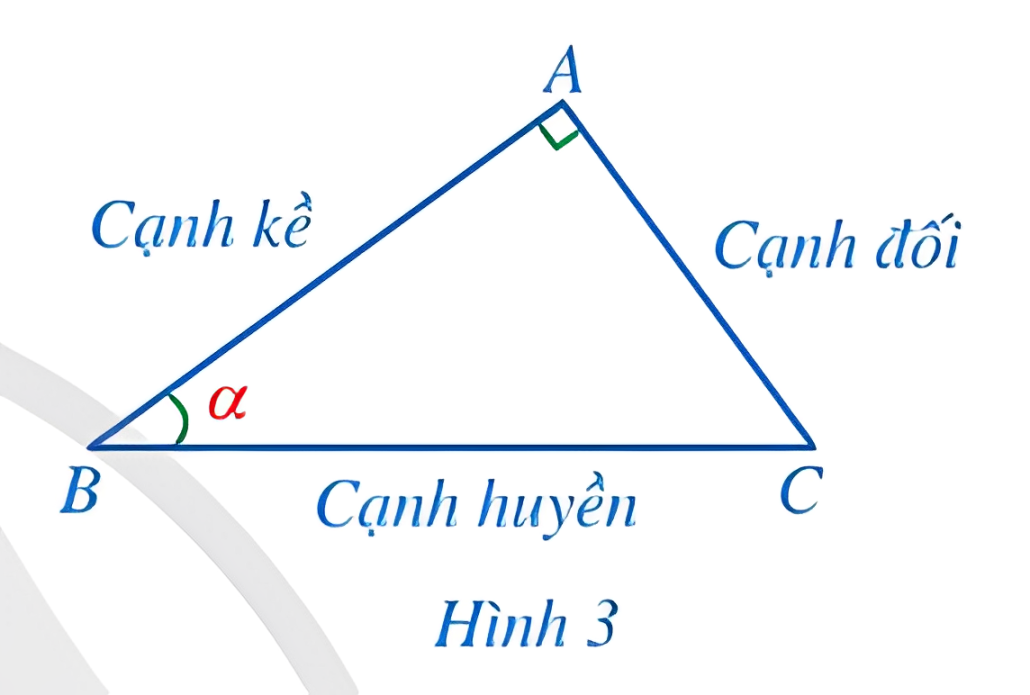 A
Cạnh kề
Cạnh đối
α
B
Cạnh huyền
C
Hình 3